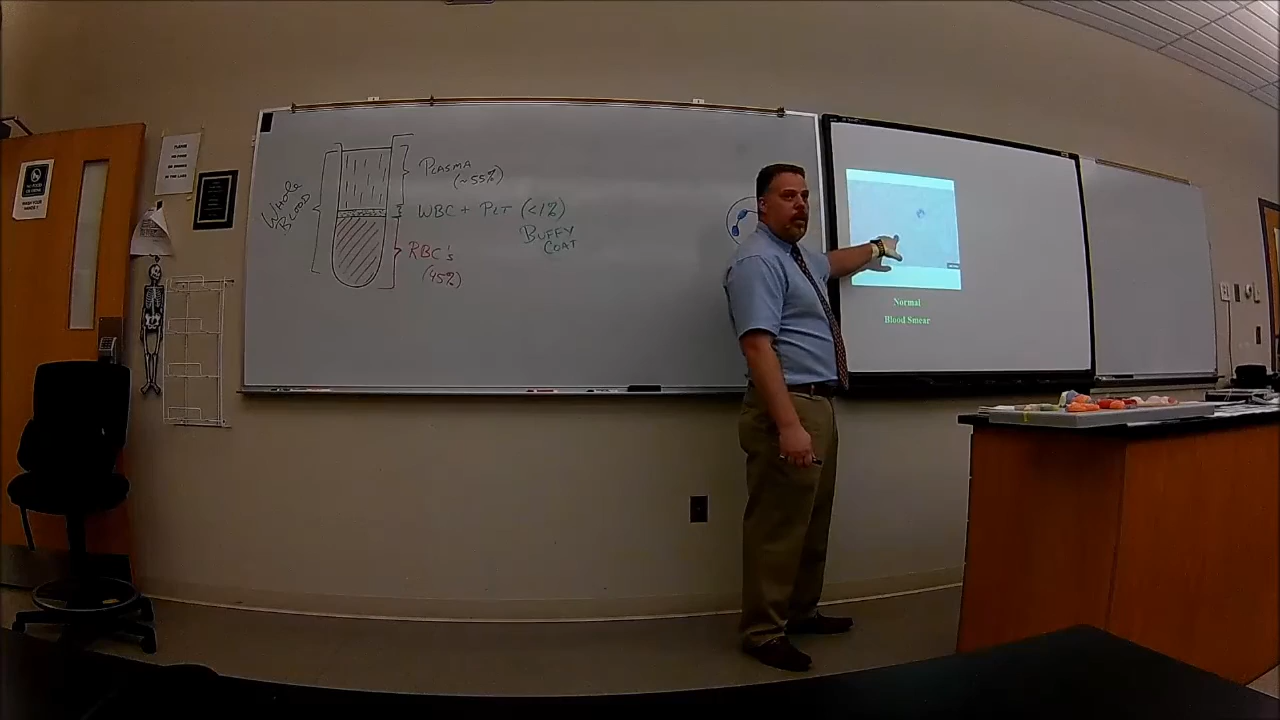 WHOLE
BLOOD
PLASMA
(~55%)
WBC + PLT (<1%)
BUFFY
COAT
RBC's
(45%)
Normal
Blood Smear